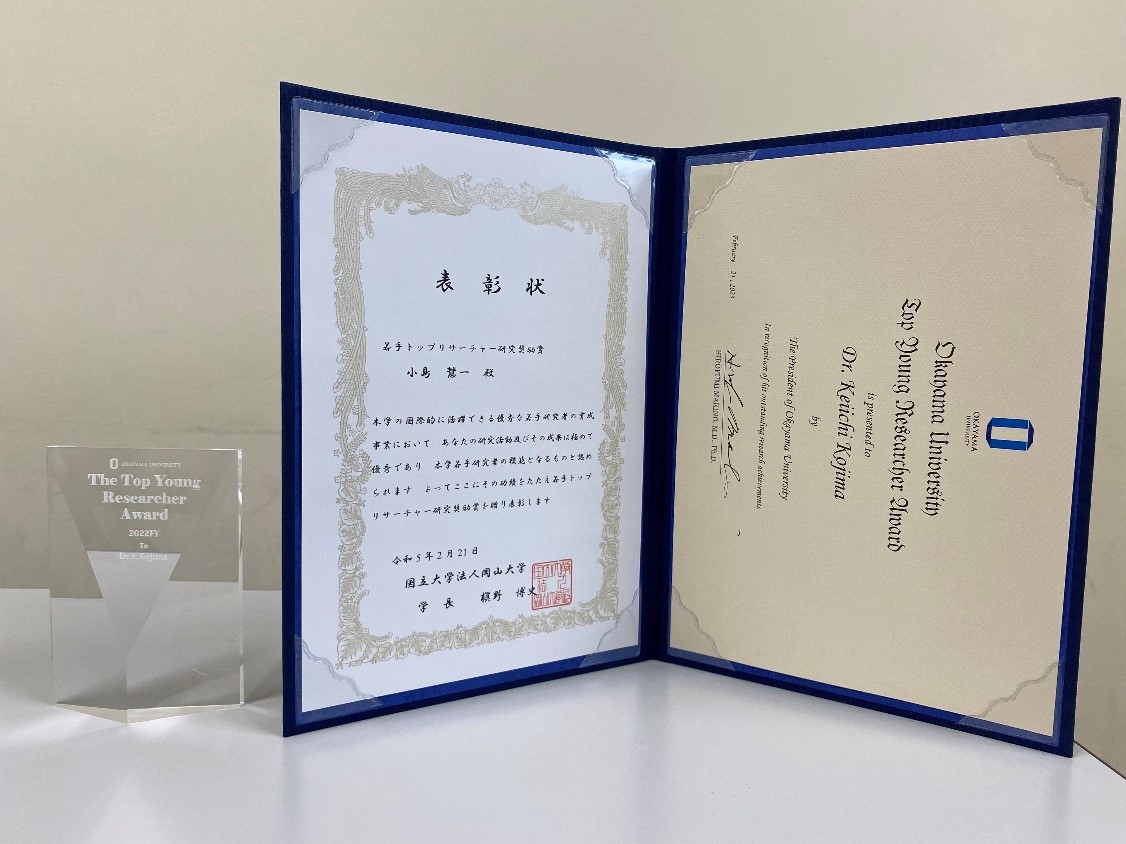 OKAYAMA UNIVERSITY
The Top Young
Researcher
Award
2022FY
To
Dr.K.Kojima
表彰状
若手トップリサーチャー研究奨励賞
小島 慧一 殿
本学の国際的に活躍できる優秀な若手研究者の育成
事業において あなたの研究活動及びその成果は極めて
優秀であり 本学若手研究者の模範となるものと認め
られます よってここにその功績をたたえ若手トップ
リサーチャー研究奨励賞を贈り表彰します
令和5年2月21日
国立大学法人岡山大学
学長 槇野 博史
OKAYAMA
UNIVERSITY
Okayama University
Top Young Researcher Award
is presented to
Dr. Keiichi Kojima
by
The President of Okayama University
In recognition of his outstanding research achievements
HIROFUMI MAKINO, M.D., Ph.D.
February 21, 2023